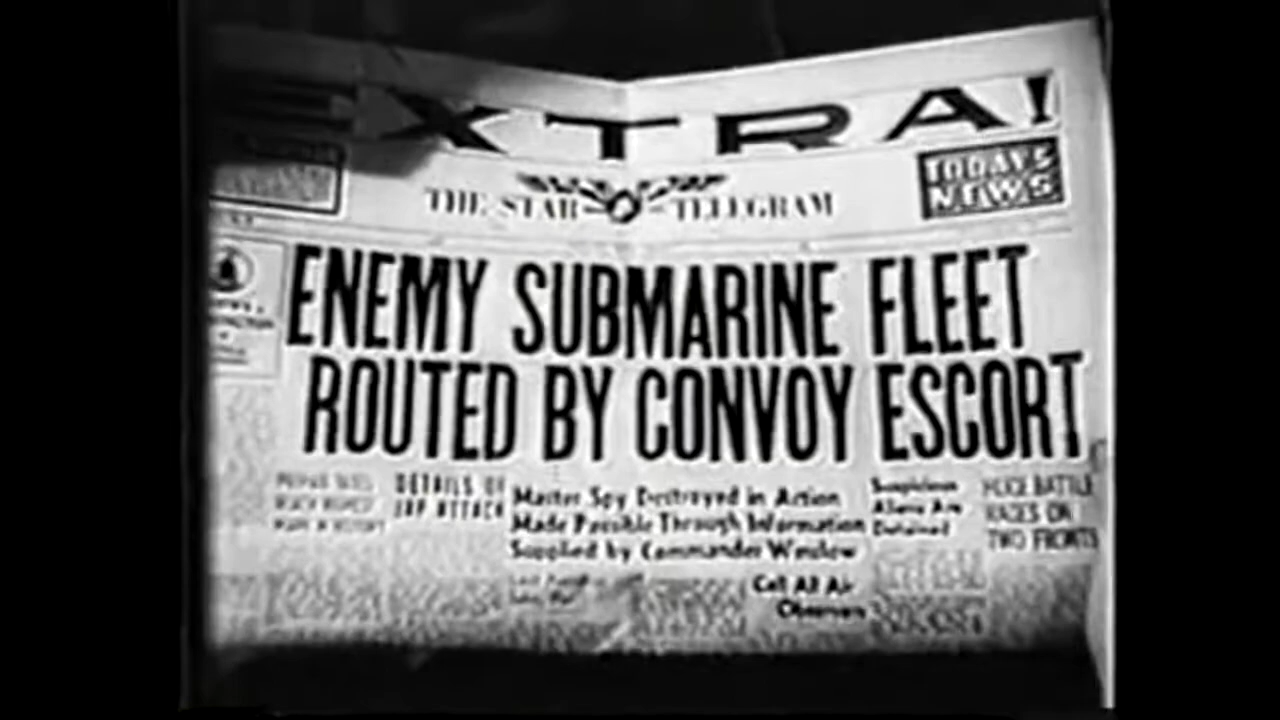 EXTRA!
THE STAR TELEGRAM
TODAY'S
NEWS
ENEMY SUBMARINE FLEET
ROUTED BY CONVOY ESCORT
DETAILS OF
JAP ATTACK
Master Spy Destroyed in Action
Made Possible Through Information
Supplied by Commander Winslow
Suspicious
Aliens Are
Detained
HUGE BATTLE
RAGES ON
TWO FRONTS
Call All Air
Observers